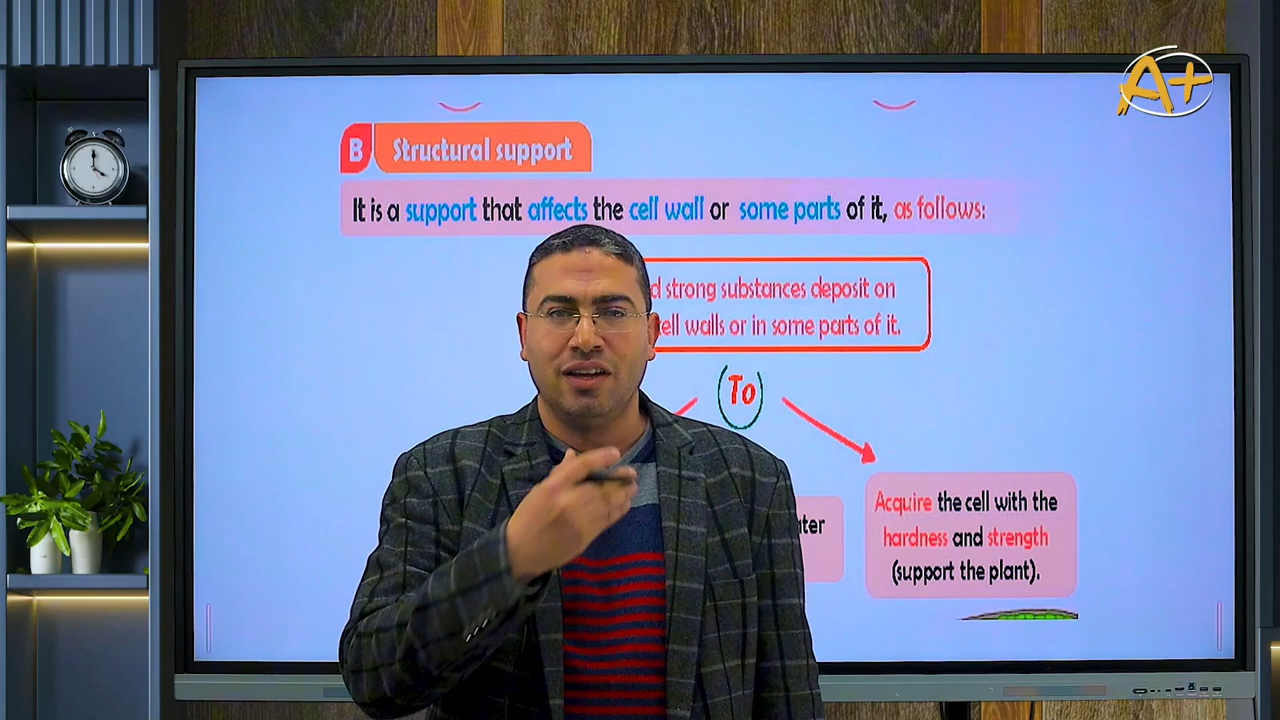 A+
B Structural support
It is a support that affects the cell wall or some parts of it, as follows:
strong substances deposit on
walls or in some parts of it.
To
Acquire the cell with the
hardness and strength
(support the plant).